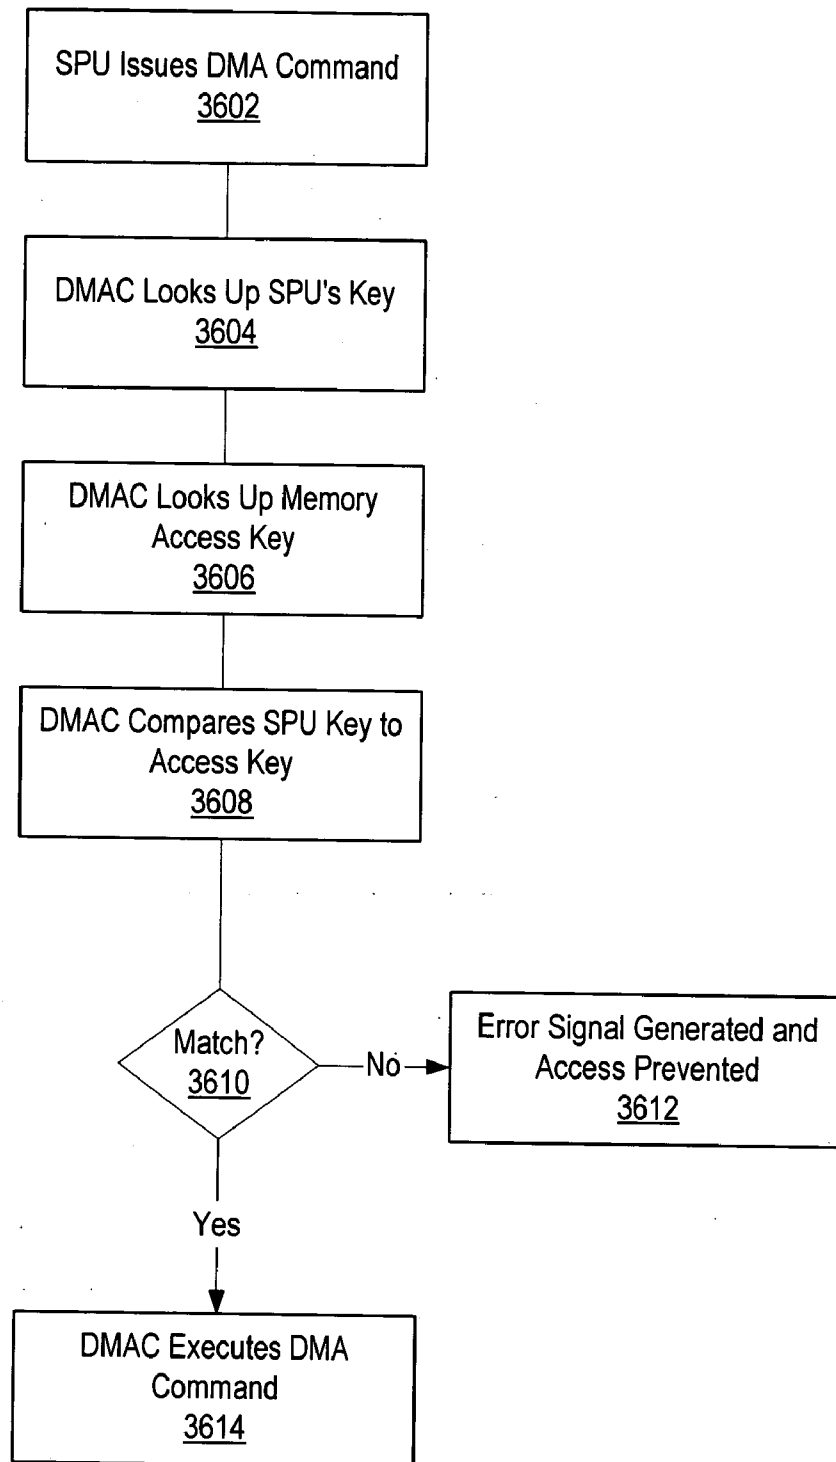 SPU Issues DMA Command
3602
DMAC Looks Up SPU's Key
3604
DMAC Looks Up Memory
Access Key
3606
DMAC Compares SPU Key to
Access Key
3608
Match?
3610
No
Error Signal Generated and
Access Prevented
3612
Yes
DMAC Executes DMA
Command
3614